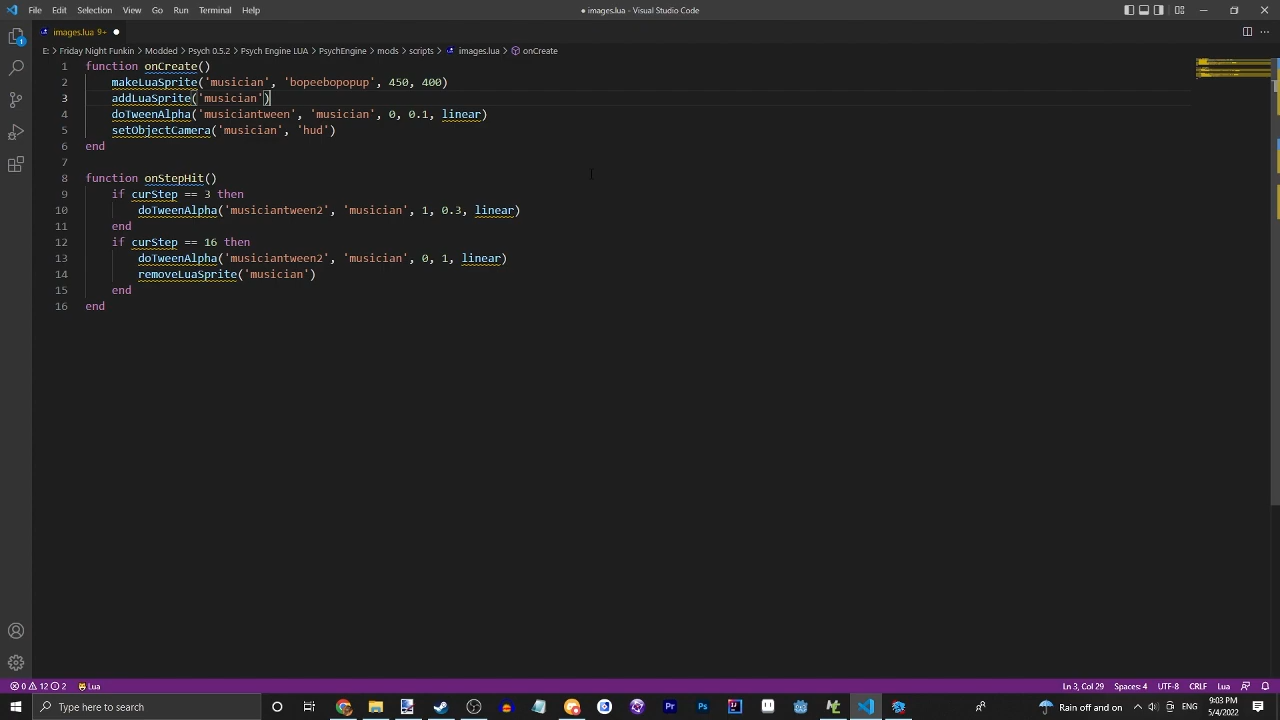 File Edit Selection View Go Run Terminal Help
● images.lua - Visual Studio Code
images.lua 9+ ●
E: > Friday Night Funkin > Modded > Psych 0.5.2 > Psych Engine LUA > PsychEngine > mods > scripts > images.lua > onCreate
1 function onCreate()
2 makeLuaSprite('musician', 'bopeebopopup', 450, 400)
3 addLuaSprite('musician')
4 doTweenAlpha('musiciantween', 'musician', 0, 0.1, linear)
5 setObjectCamera('musician', 'hud')
6 end
7
8 function onStepHit()
9 if curStep == 3 then
10 doTweenAlpha('musiciantween2', 'musician', 1, 0.3, linear)
11 end
12 if curStep == 16 then
13 doTweenAlpha('musiciantween2', 'musician', 0, 1, linear)
14 removeLuaSprite('musician')
15 end
16 end
0 12 2 Lua
Ln 3, Col 29 Spaces: 4 UTF-8 CRLF Lua
Type here to search
Rain off and on
ENG
9:03 PM
5/4/2022